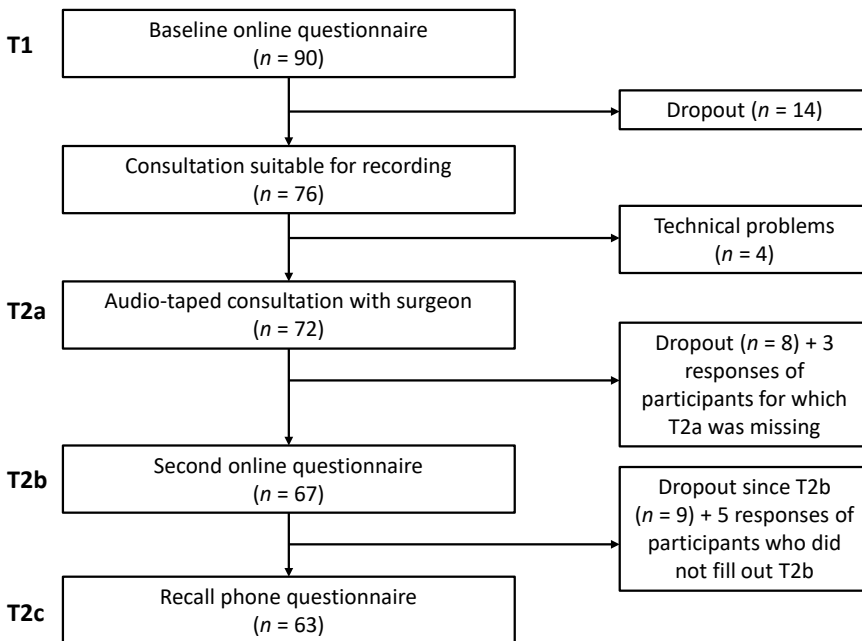 T1
Baseline online questionnaire
(n = 90)
Dropout (n = 14)
Consultation suitable for recording
(n = 76)
Technical problems
(n = 4)
T2a
Audio-taped consultation with surgeon
(n = 72)
Dropout (n = 8) + 3
responses of
participants for which
T2a was missing
T2b
Second online questionnaire
(n = 67)
Dropout since T2b
(n = 9) + 5 responses of
participants who did
not fill out T2b
T2c
Recall phone questionnaire
(n = 63)